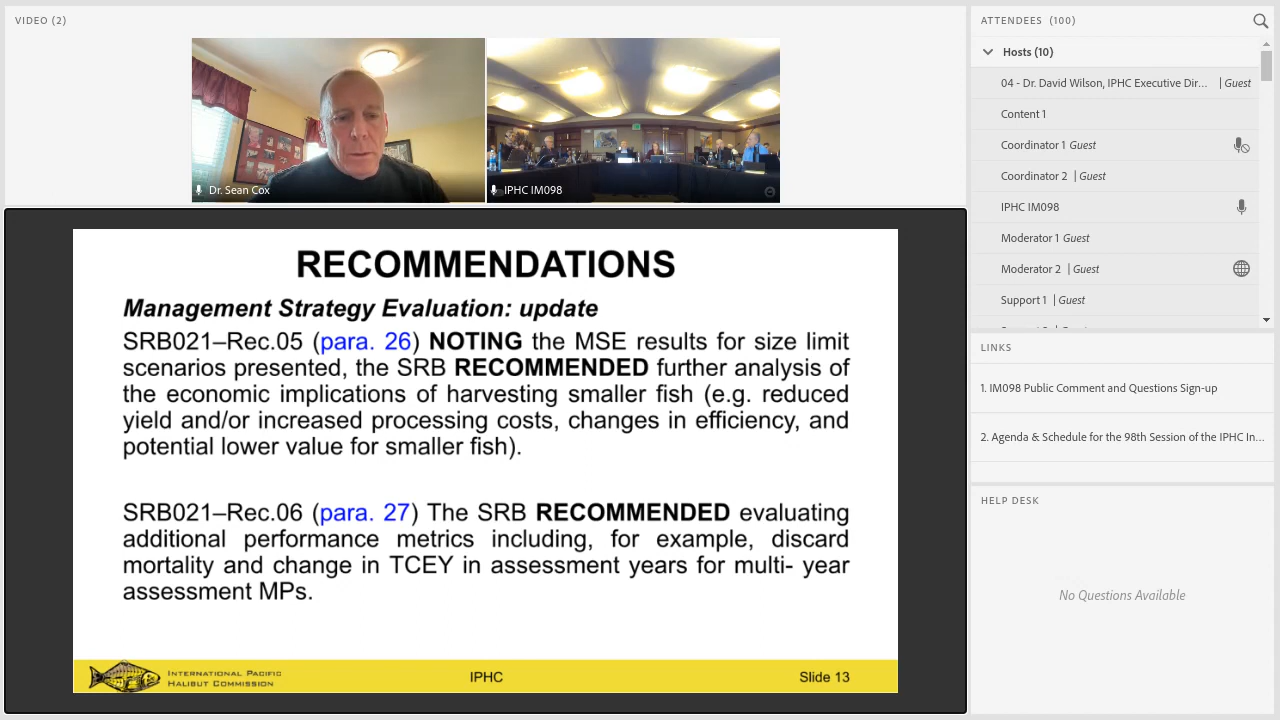 VIDEO (2)
Dr. Sean Cox
IPHC IM098
RECOMMENDATIONS
Management Strategy Evaluation: update
SRB021–Rec.05 (para. 26) NOTING the MSE results for size limit
scenarios presented, the SRB RECOMMENDED further analysis of
the economic implications of harvesting smaller fish (e.g. reduced
yield and/or increased processing costs, changes in efficiency, and
potential lower value for smaller fish).
SRB021–Rec.06 (para. 27) The SRB RECOMMENDED evaluating
additional performance metrics including, for example, discard
mortality and change in TCEY in assessment years for multi- year
assessment MPs.
INTERNATIONAL PACIFIC
HALIBUT COMMISSION
IPHC
Slide 13
ATTENDEES (100)
Hosts (10)
04 - Dr. David Wilson, IPHC Executive Dir... | Guest
Content 1
Coordinator 1 Guest
Coordinator 2 | Guest
IPHC IM098
Moderator 1 Guest
Moderator 2 | Guest
Support 1 | Guest
LINKS
1. IM098 Public Comment and Questions Sign-up
2. Agenda & Schedule for the 98th Session of the IPHC In...
HELP DESK
No Questions Available